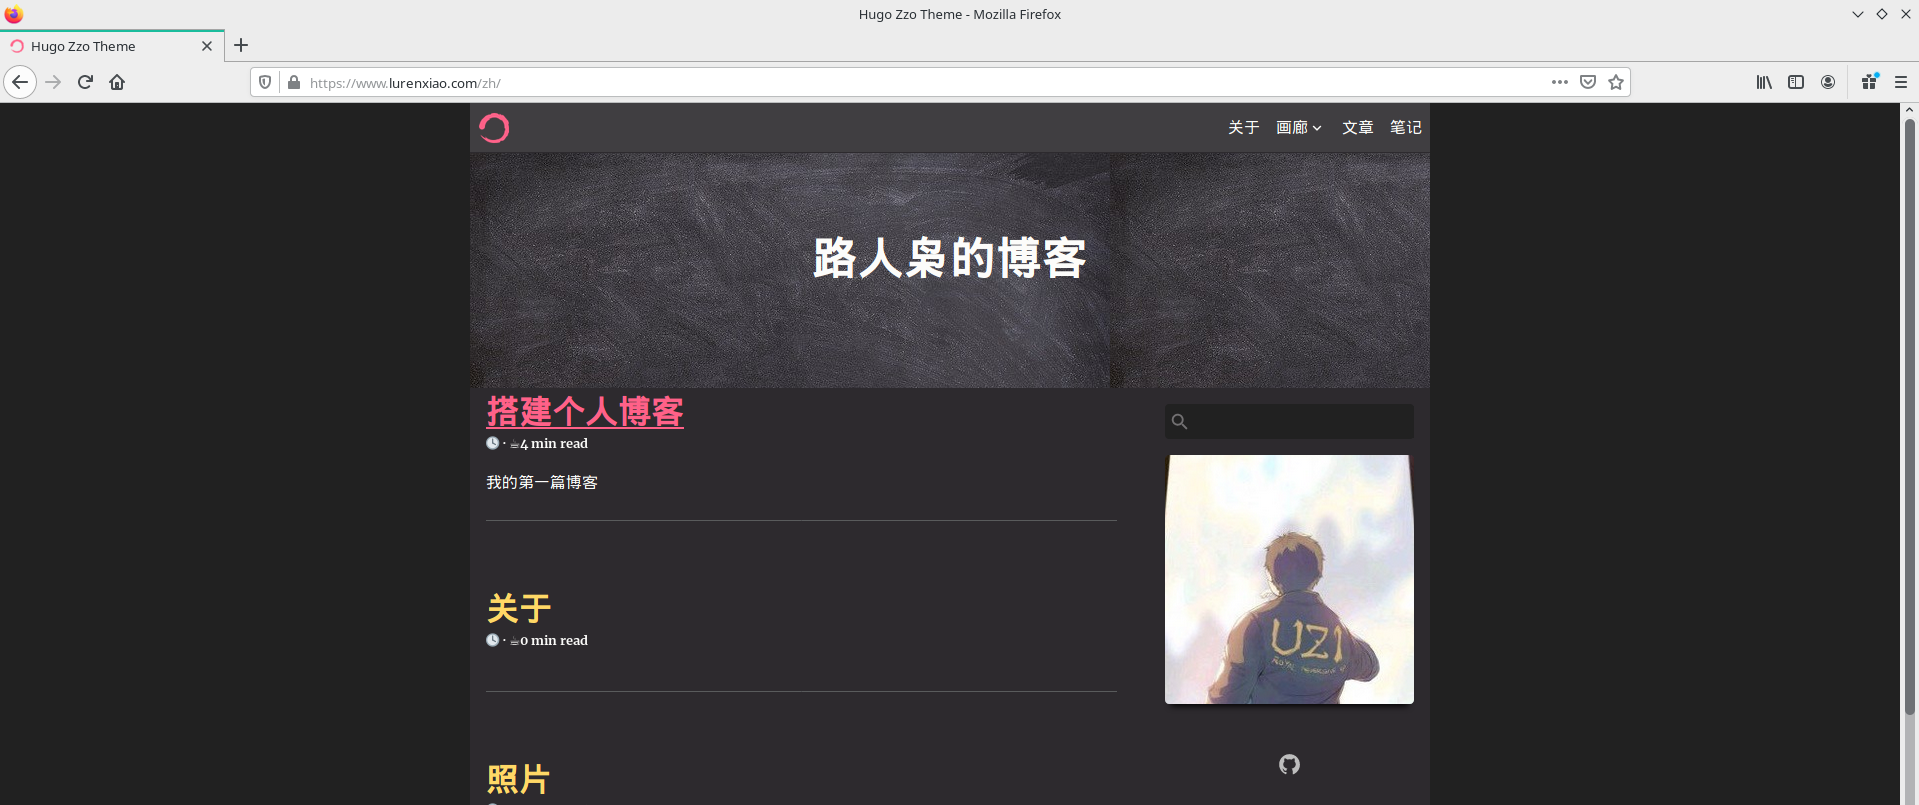 Hugo Zzo Theme - Mozilla Firefox
Hugo Zzo Theme
https://www.lurenxiao.com/zh/
关于 画廊 文章 笔记
路人枭的博客
搭建个人博客
· 4 min read
我的第一篇博客
关于
· 0 min read
照片
UZI
ROYAL